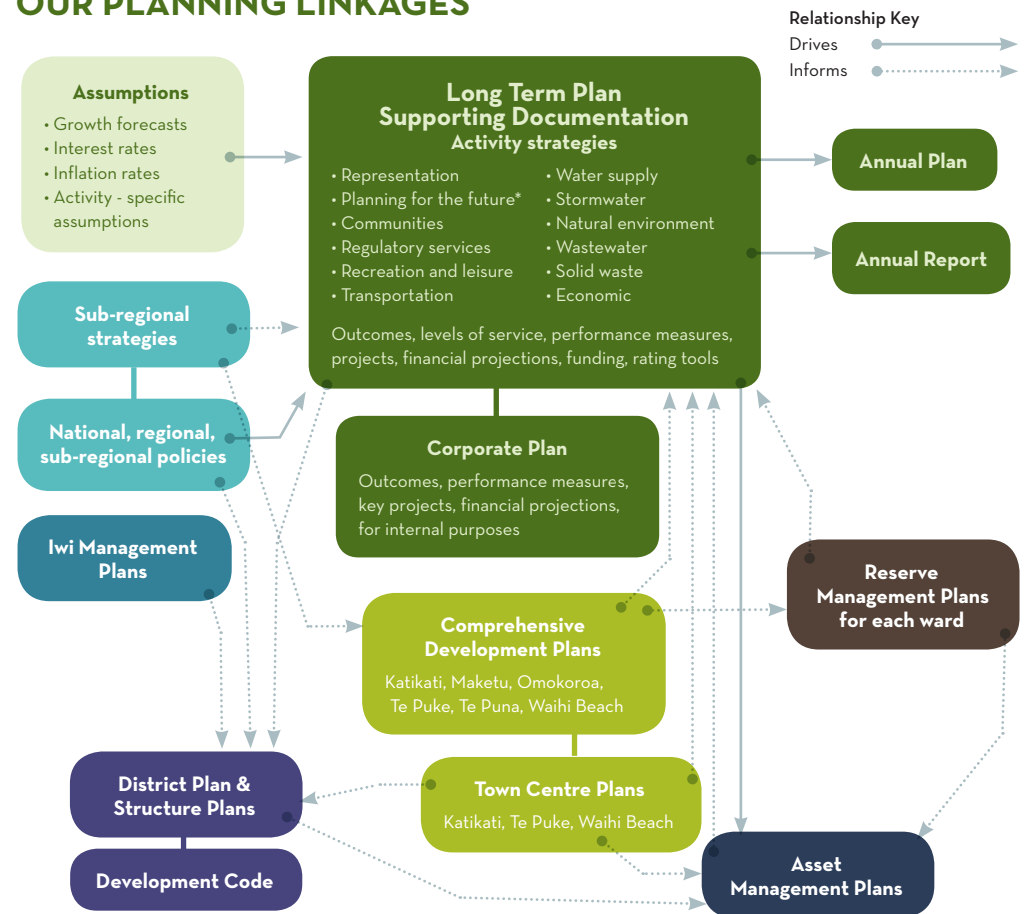 OUR PLANNING LINKAGES
Relationship Key
Drives
Informs
Assumptions
• Growth forecasts
• Interest rates
• Inflation rates
• Activity - specific
assumptions
Long Term Plan
Supporting Documentation
Activity strategies
• Representation
• Planning for the future*
• Communities
• Regulatory services
• Recreation and leisure
• Transportation
• Water supply
• Stormwater
• Natural environment
• Wastewater
• Solid waste
• Economic
Outcomes, levels of service, performance measures,
projects, financial projections, funding, rating tools
Annual Plan
Annual Report
Sub-regional
strategies
National, regional,
sub-regional policies
Corporate Plan
Outcomes, performance measures,
key projects, financial projections,
for internal purposes
Iwi Management
Plans
Reserve
Management Plans
for each ward
Comprehensive
Development Plans
Katikati, Maketu, Omokoroa,
Te Puke, Te Puna, Waihi Beach
District Plan &
Structure Plans
Town Centre Plans
Katikati, Te Puke, Waihi Beach
Development Code
Asset
Management Plans